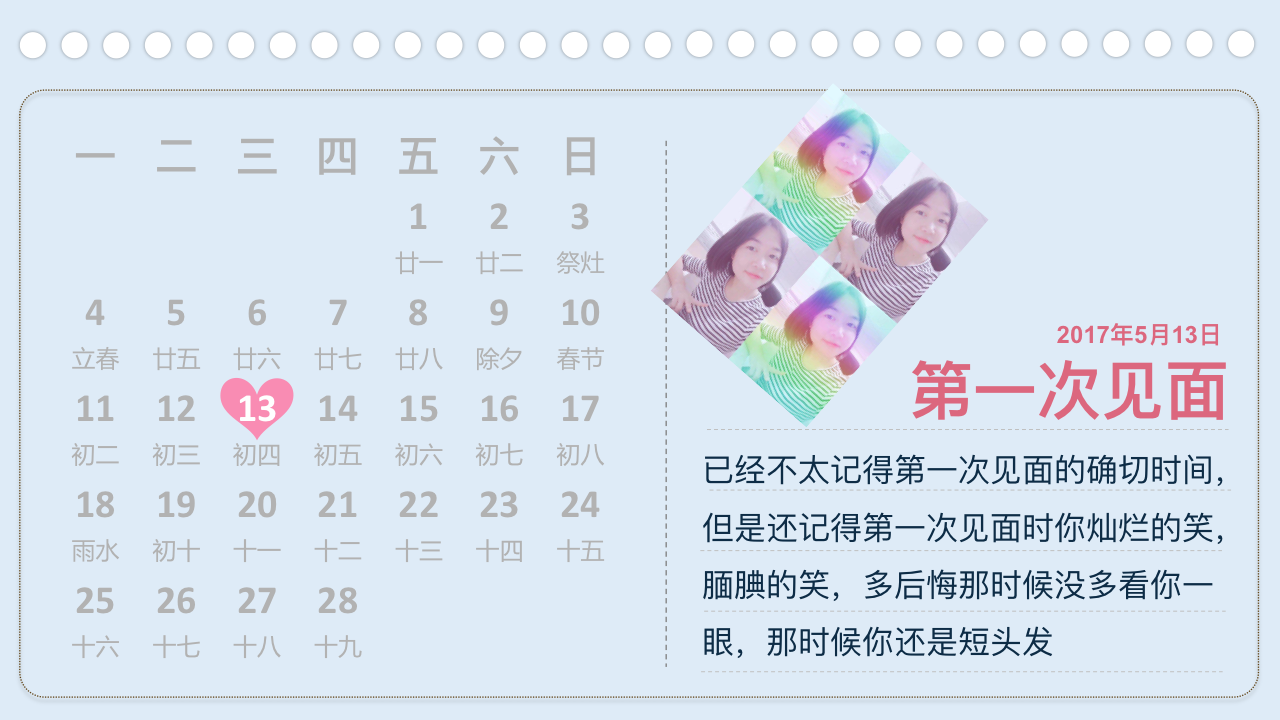 一 二 三 四 五 六 日
1 2 3
廿一 廿二 祭灶
4 5 6 7 8 9 10
立春 廿五 廿六 廿七 廿八 除夕 春节
11 12 13 14 15 16 17
初二 初三 初四 初五 初六 初七 初八
18 19 20 21 22 23 24
雨水 初十 十一 十二 十三 十四 十五
25 26 27 28
十六 十七 十八 十九
2017年5月13日
第一次见面
已经不太记得第一次见面的确切时间，
但是还记得第一次见面时你灿烂的笑，
腼腆的笑，多后悔那时候没多看你一
眼，那时候你还是短头发